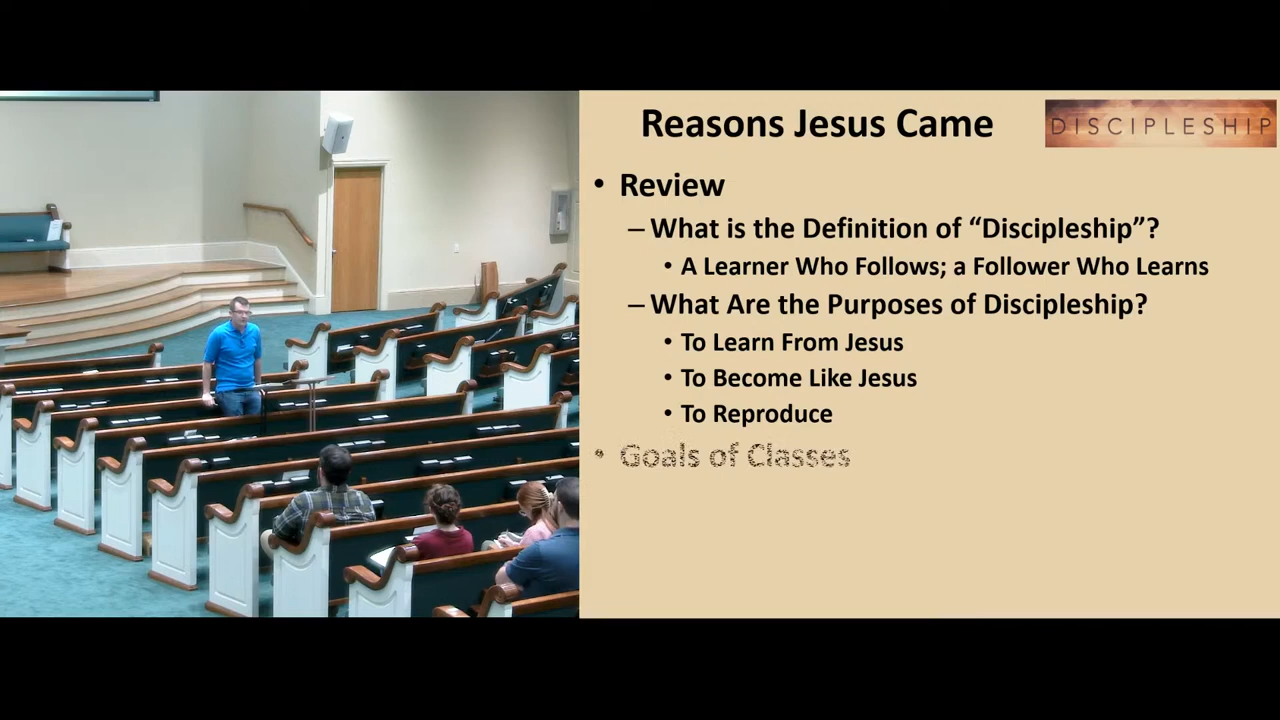 Reasons Jesus Came
DISCIPLESHIP
• Review
– What is the Definition of “Discipleship”?
• A Learner Who Follows; a Follower Who Learns
– What Are the Purposes of Discipleship?
• To Learn From Jesus
• To Become Like Jesus
• To Reproduce
• Goals of Classes